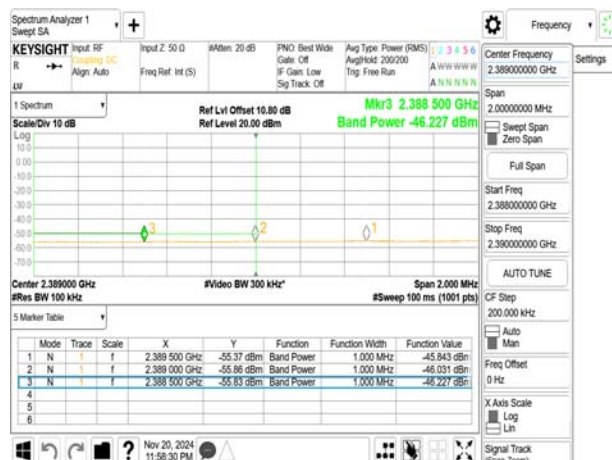 Spectrum Analyzer 1
Swept SA
Frequency
KEYSIGHT
R
Input: RF
Coupling: DC
Align: Auto
Input Z: 50 Ω
Freq Ref: Int (S)
#Atten: 20 dB
PNO: Best Wide
Gate: Off
IF Gain: Low
Sig Track: Off
Avg Type: Power (RMS)
Avg|Hold: 200/200
Trig: Free Run
1 2 3 4 5 6
A W W W W W
A N N N N N
1 Spectrum
Scale/Div 10 dB
Ref Lvl Offset 10.80 dB
Ref Level 20.00 dBm
Mkr3 2.388 500 GHz
Band Power -46.227 dBm
Log
10.0
0.00
-10.0
-20.0
-30.0
-40.0
-50.0
-60.0
-70.0
3
2
1
Center 2.389000 GHz
#Res BW 100 kHz
#Video BW 300 kHz*
Span 2.000 MHz
#Sweep 100 ms (1001 pts)
5 Marker Table
Mode Trace Scale X Y Function Function Width Function Value
1 N 1 f 2.389 500 GHz -55.37 dBm Band Power 1.000 MHz -45.843 dBm
2 N 1 f 2.389 000 GHz -55.86 dBm Band Power 1.000 MHz -46.031 dBm
3 N 1 f 2.388 500 GHz -55.83 dBm Band Power 1.000 MHz -46.227 dBm
4
5
6
?
Nov 20, 2024
11:58:30 PM
Center Frequency
2.389000000 GHz
Settings
Span
2.00000000 MHz
Swept Span
Zero Span
Full Span
Start Freq
2.388000000 GHz
Stop Freq
2.390000000 GHz
AUTO TUNE
CF Step
200.000 kHz
Auto
Man
Freq Offset
0 Hz
X Axis Scale
Log
Lin
Signal Track
(Span Zoom)